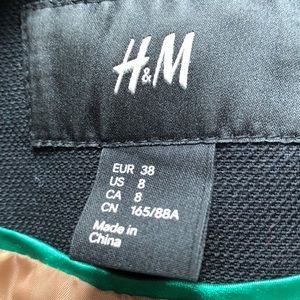 H&M
EUR 38
US 8
CA 8
CN 165/88A
Made in
China